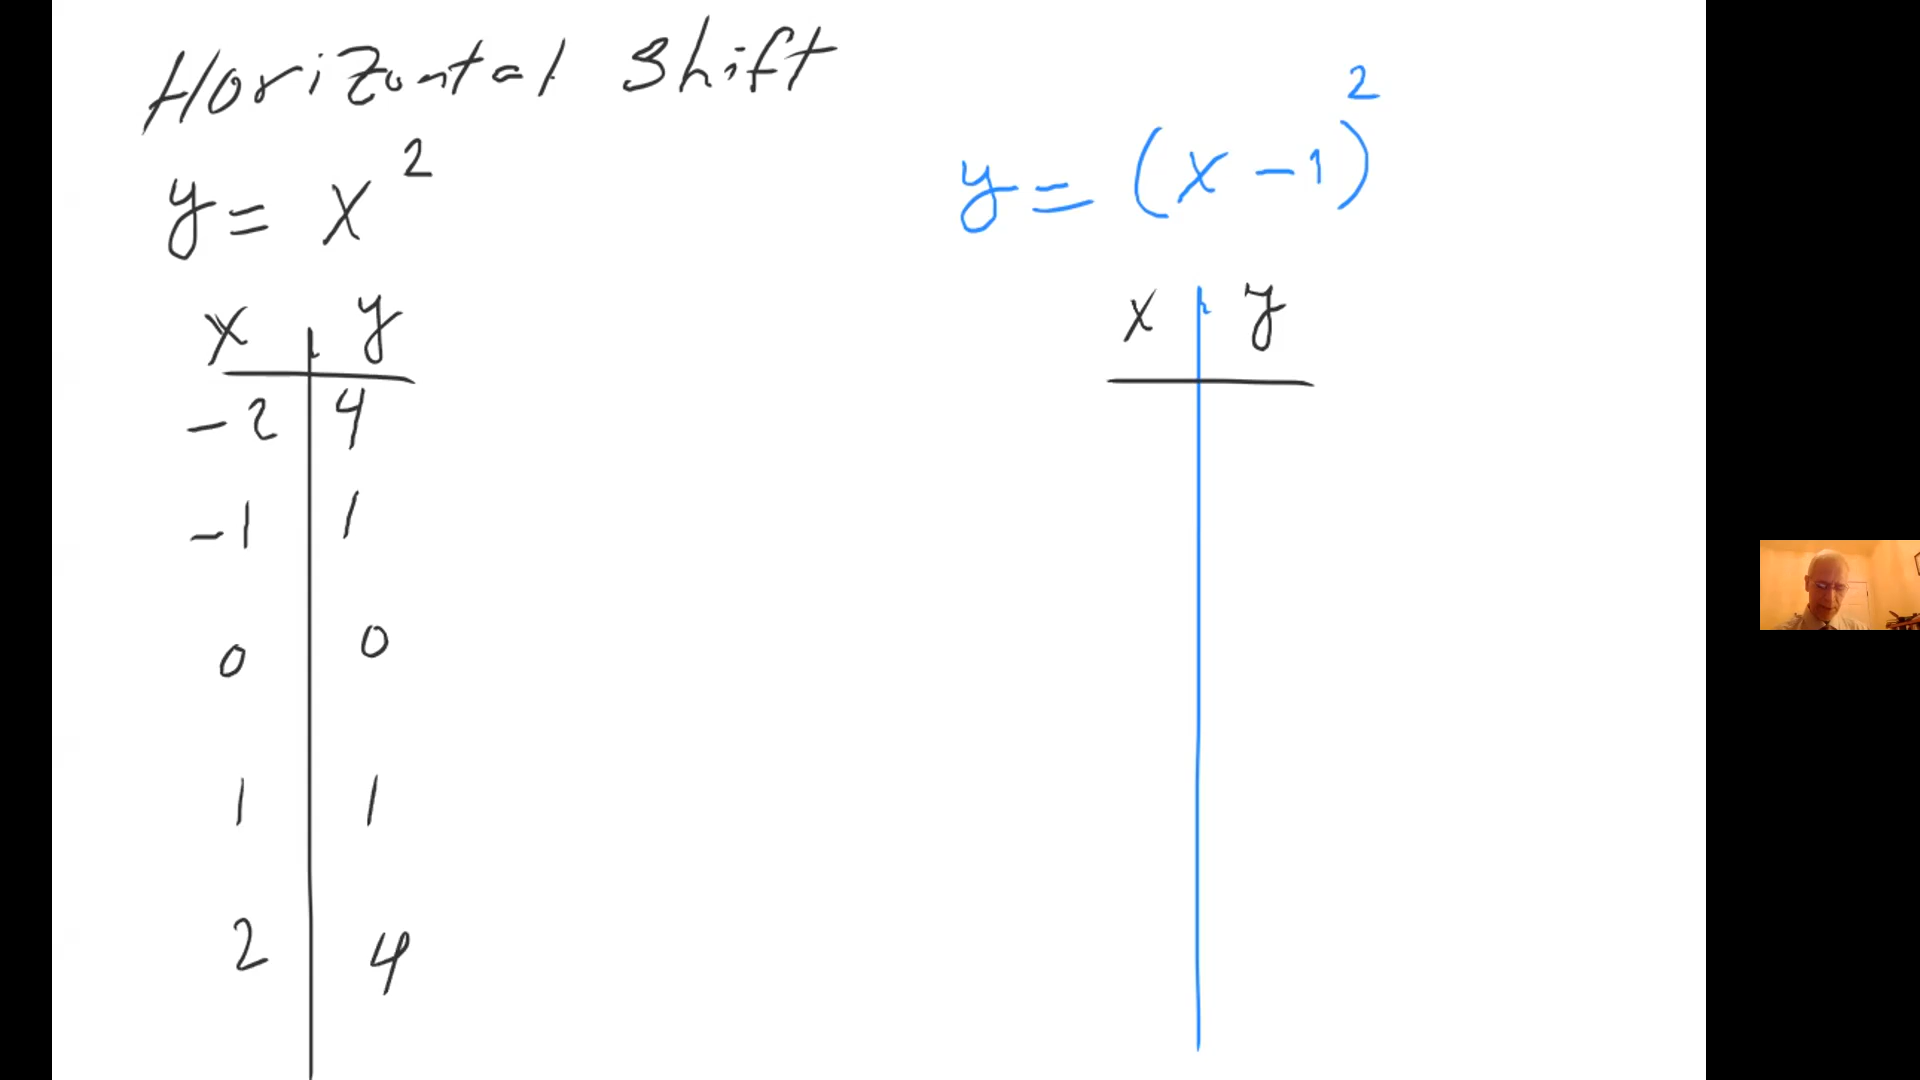 Horizontal Shift
y = x²
x y
-2 4
-1 1
0 0
1 1
2 4
y = (x - 1)²
x y